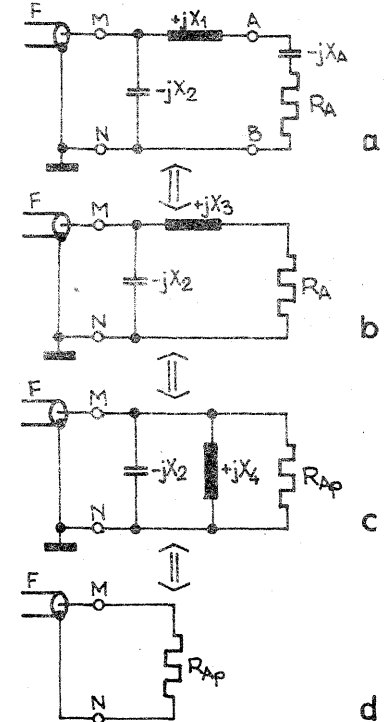 F M +jX1 A
-jX2 -jXA
RA
N B
a
F M +jX3
-jX2 RA
N
b
F M
-jX2 +jX4 RAp
N
c
F M
RAp
N
d